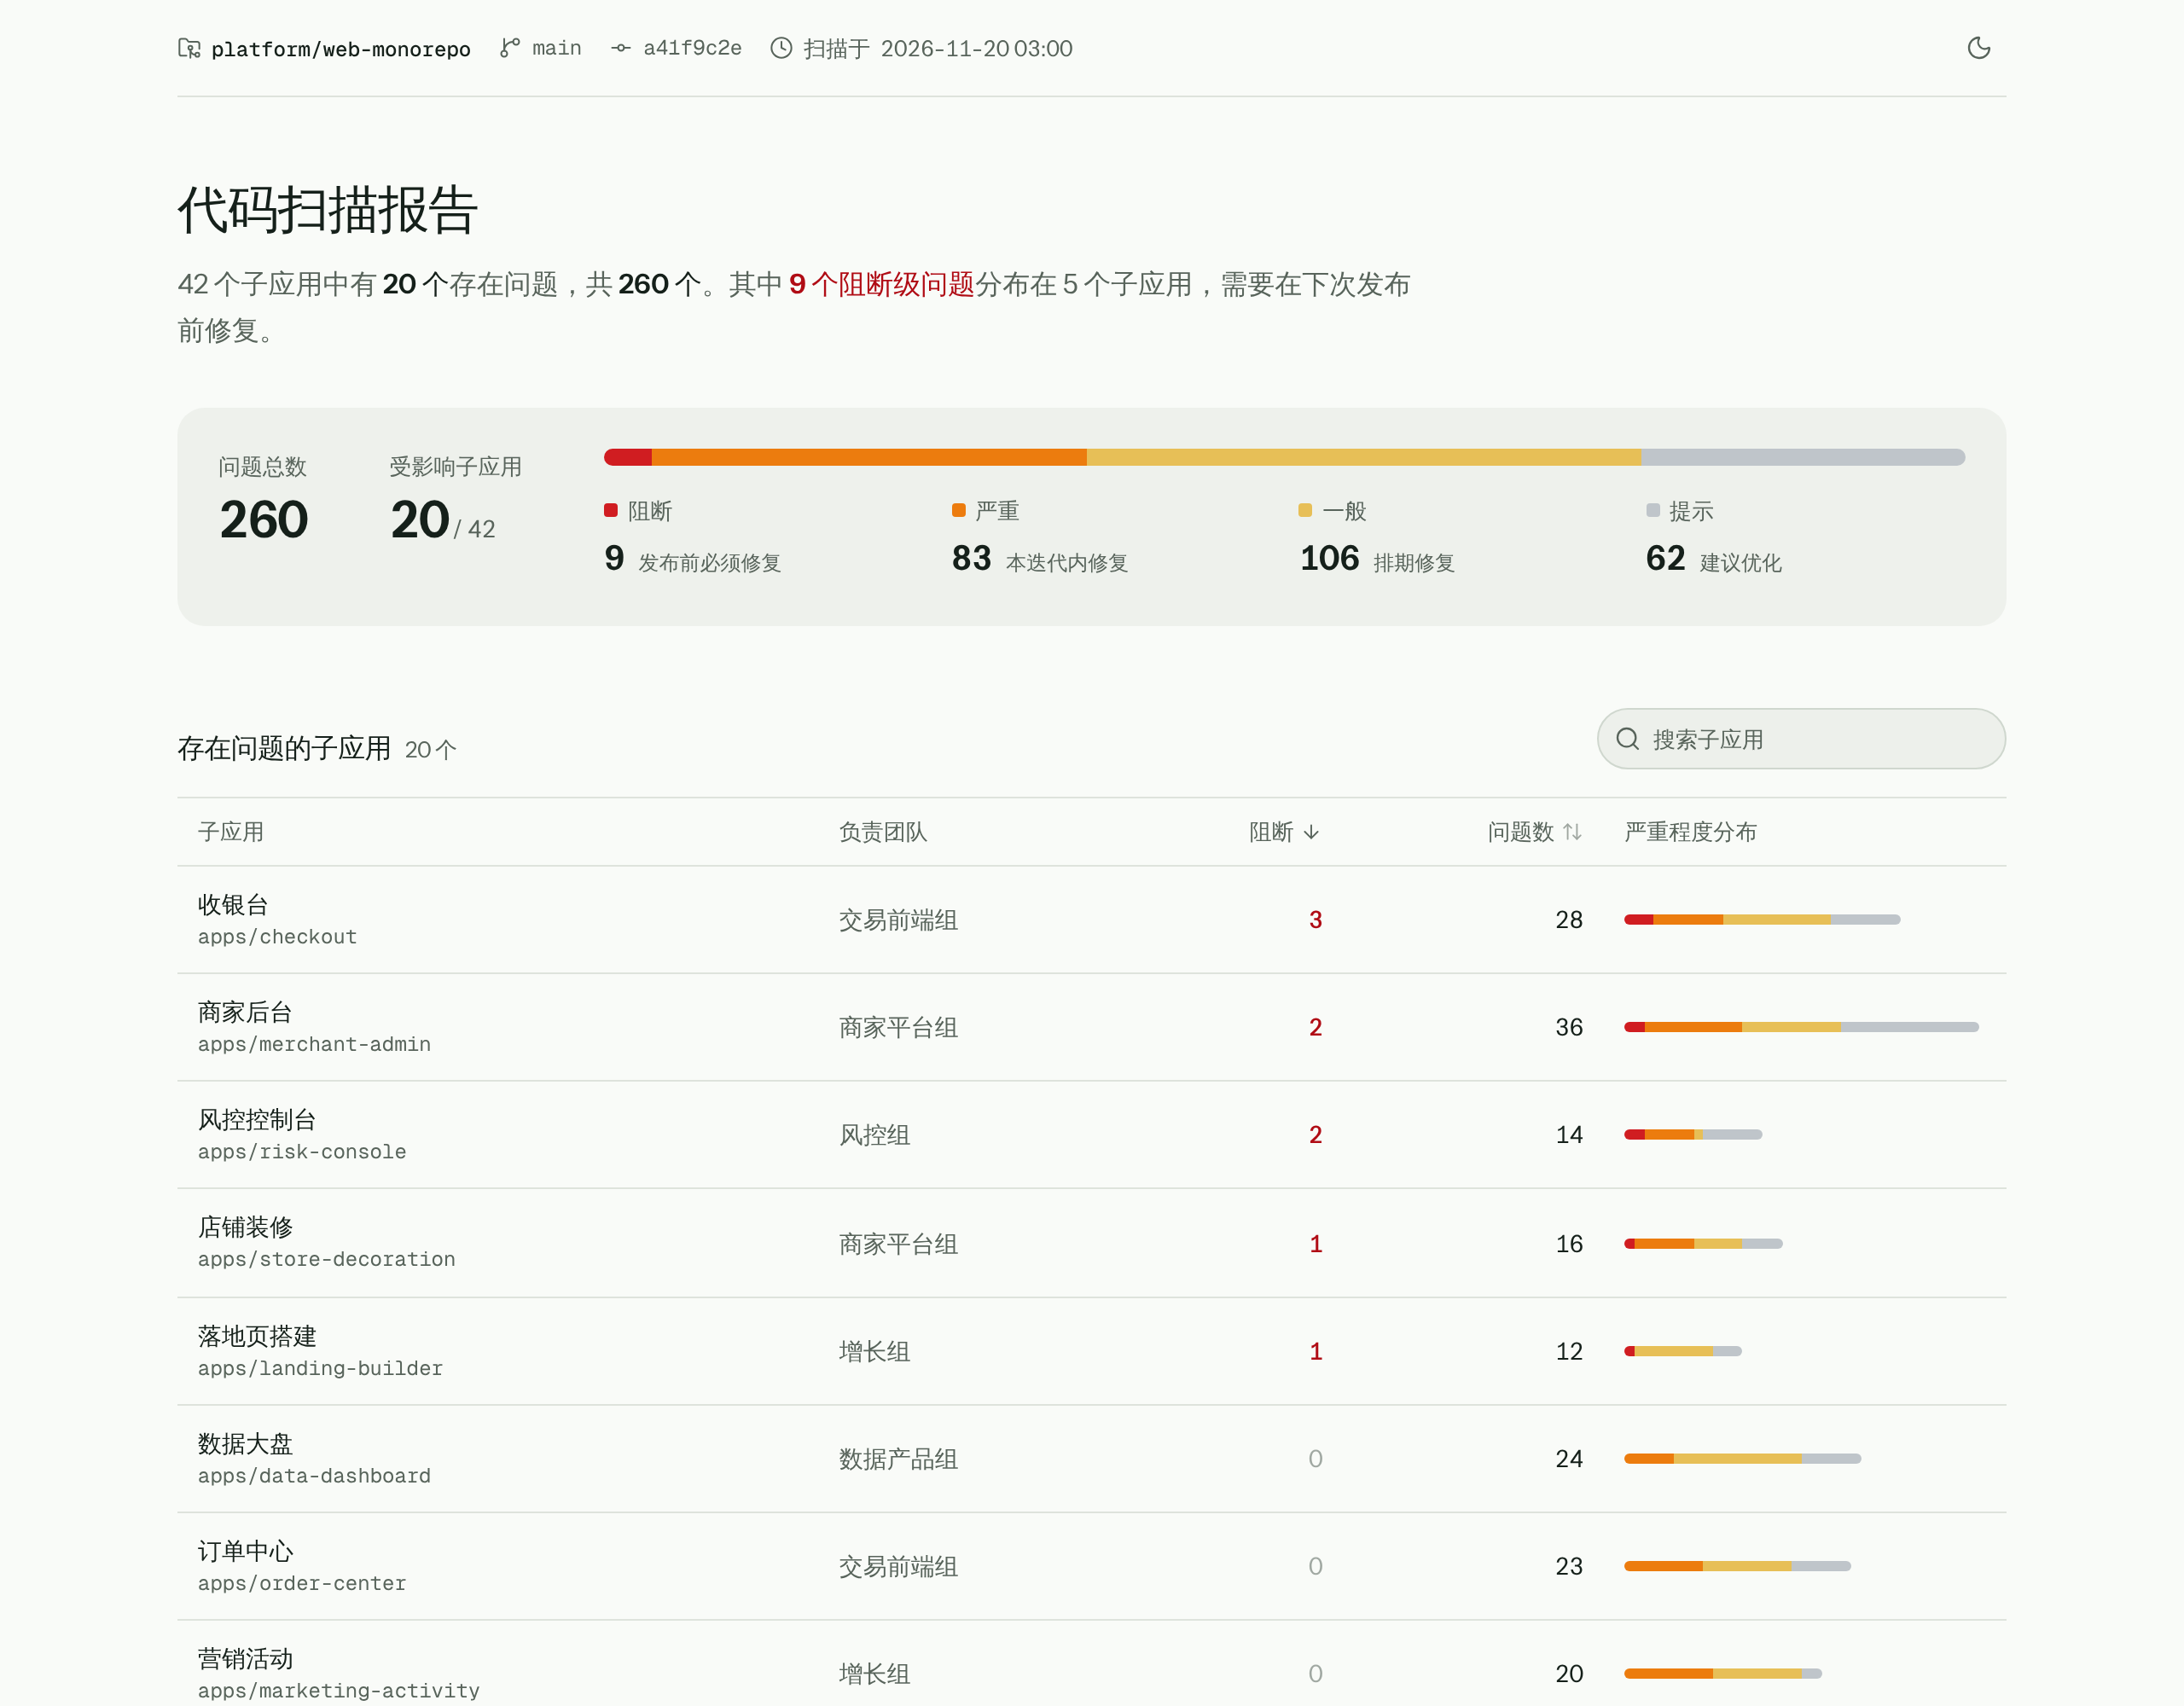 platform/web-monorepo main a41f9c2e 扫描于 2026-11-20 03:00
代码扫描报告
42 个子应用中有 20 个存在问题，共 260 个。其中 9 个阻断级问题分布在 5 个子应用，需要在下次发布
前修复。
问题总数 受影响子应用
260 20 / 42
阻断 严重 一般 提示
9 发布前必须修复 83 本迭代内修复 106 排期修复 62 建议优化
存在问题的子应用 20 个 搜索子应用
子应用 负责团队 阻断 问题数 严重程度分布
收银台
apps/checkout 交易前端组 3 28
商家后台
apps/merchant-admin 商家平台组 2 36
风控控制台
apps/risk-console 风控组 2 14
店铺装修
apps/store-decoration 商家平台组 1 16
落地页搭建
apps/landing-builder 增长组 1 12
数据大盘
apps/data-dashboard 数据产品组 0 24
订单中心
apps/order-center 交易前端组 0 23
营销活动
apps/marketing-activity 增长组 0 20